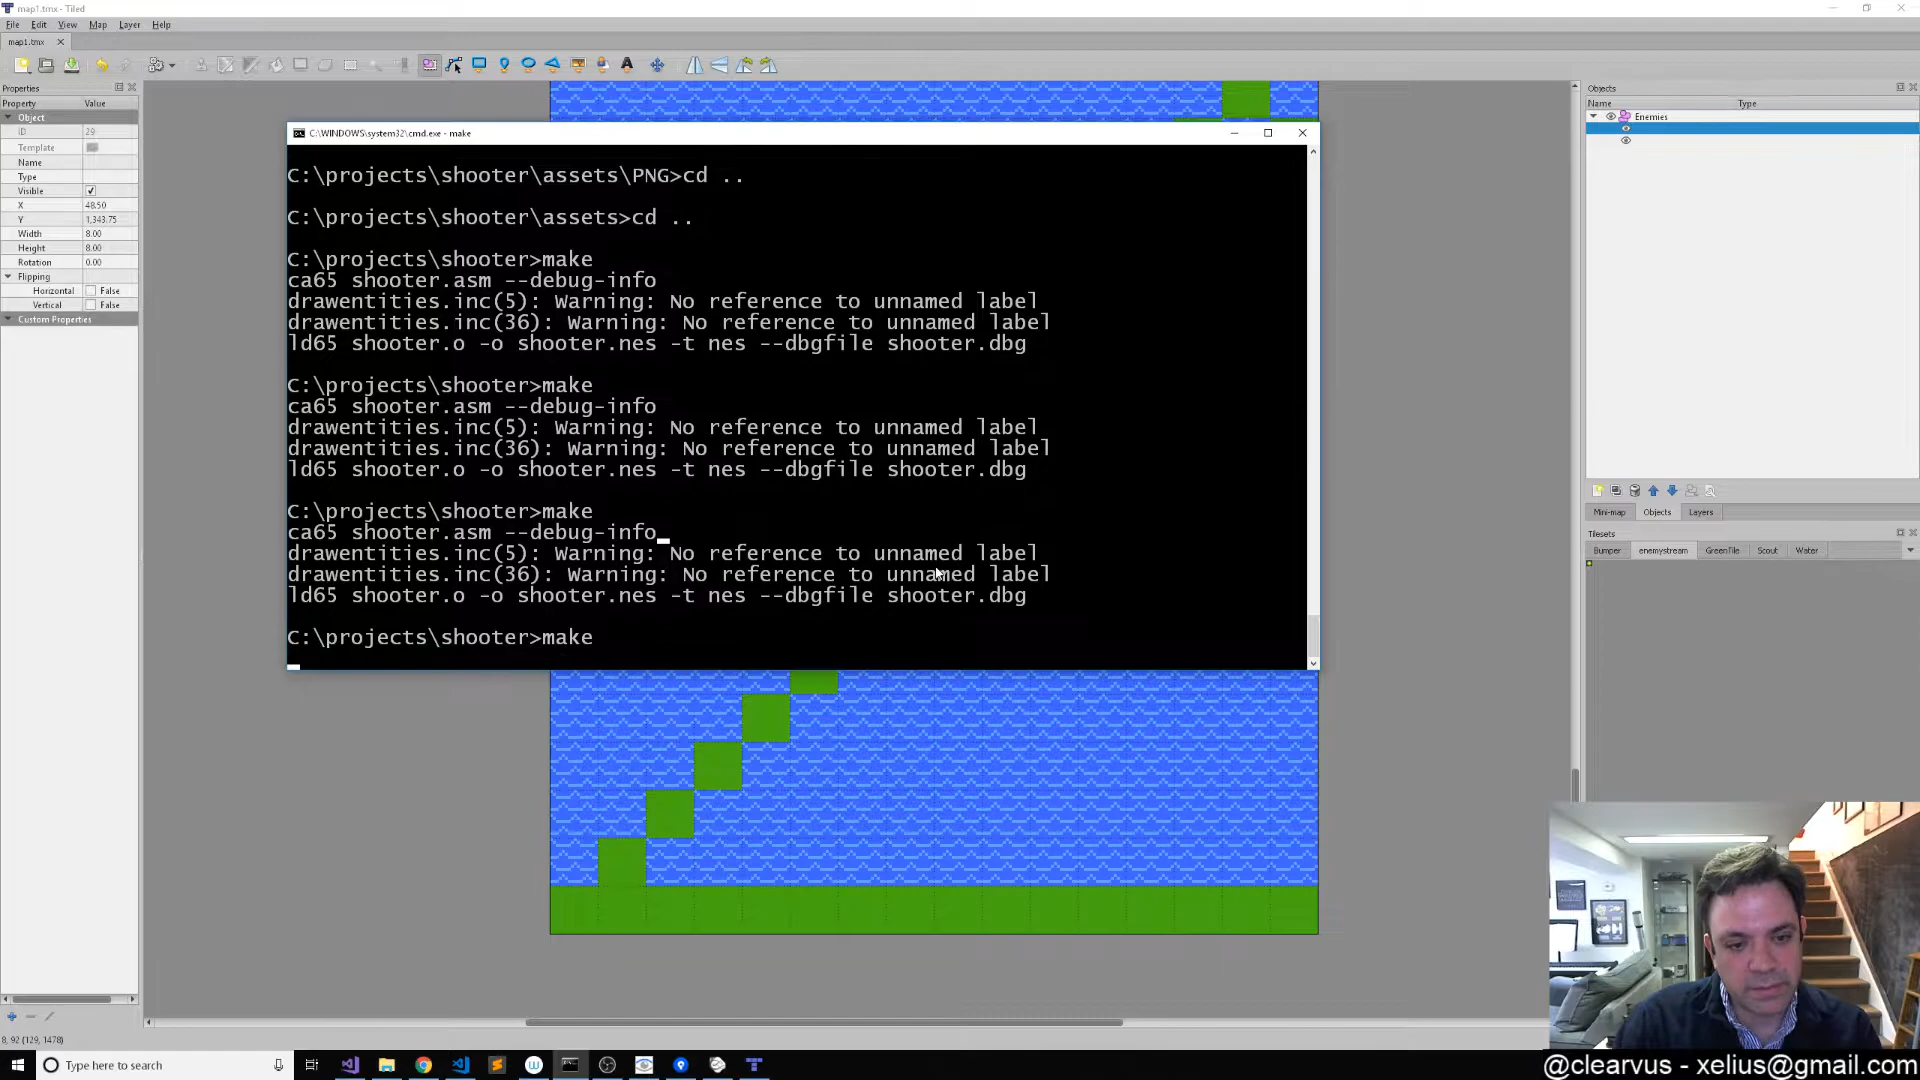 map1.tmx - Tiled
File Edit View Map Layer Help
map1.tmx
Properties
Property Value
Object
ID 29
Template
Name
Type
Visible
X 48.50
Y 1,343.75
Width 8.00
Height 8.00
Rotation 0.00
Flipping
Horizontal False
Vertical False
Custom Properties
C:\WINDOWS\system32\cmd.exe - make
C:\projects\shooter\assets\PNG>cd ..
C:\projects\shooter\assets>cd ..
C:\projects\shooter>make
ca65 shooter.asm --debug-info
drawentities.inc(5): Warning: No reference to unnamed label
drawentities.inc(36): Warning: No reference to unnamed label
ld65 shooter.o -o shooter.nes -t nes --dbgfile shooter.dbg
C:\projects\shooter>make
ca65 shooter.asm --debug-info
drawentities.inc(5): Warning: No reference to unnamed label
drawentities.inc(36): Warning: No reference to unnamed label
ld65 shooter.o -o shooter.nes -t nes --dbgfile shooter.dbg
C:\projects\shooter>make
ca65 shooter.asm --debug-info
drawentities.inc(5): Warning: No reference to unnamed label
drawentities.inc(36): Warning: No reference to unnamed label
ld65 shooter.o -o shooter.nes -t nes --dbgfile shooter.dbg
C:\projects\shooter>make
Objects
Name Type
Enemies
Mini-map Objects Layers
Tilesets
Bumper enemystream GreenTile Scout Water
8, 92 (129, 1478)
Type here to search
@clearvus - xelius@gmail.com